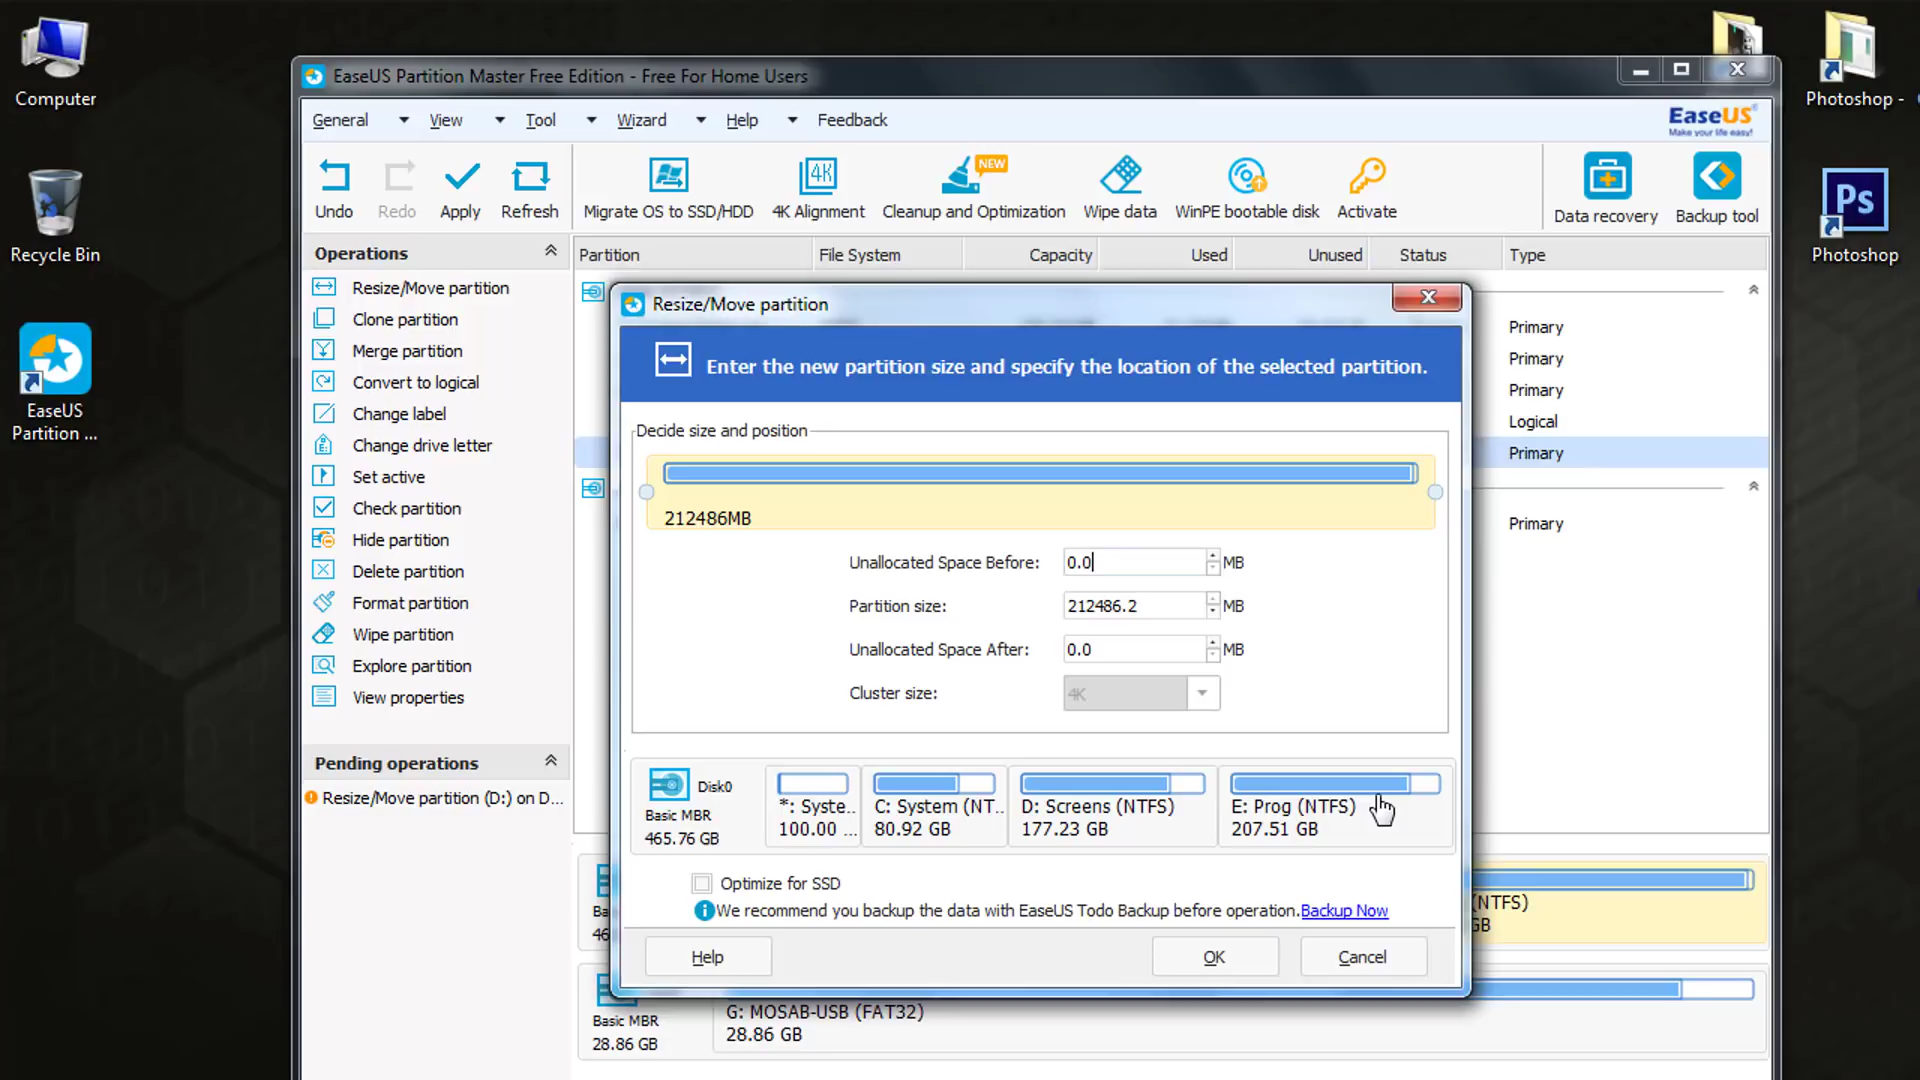 Computer
Recycle Bin
EaseUS
Partition ...
Photoshop -
Ps
Photoshop
EaseUS Partition Master Free Edition - Free For Home Users
General View Tool Wizard Help Feedback
EaseUS
Make your life easy!
Undo Redo Apply Refresh
4K
NEW
Migrate OS to SSD/HDD 4K Alignment Cleanup and Optimization Wipe data WinPE bootable disk Activate
Data recovery Backup tool
Operations
Resize/Move partition
Clone partition
Merge partition
Convert to logical
Change label
Change drive letter
Set active
Check partition
Hide partition
Delete partition
Format partition
Wipe partition
Explore partition
View properties
Pending operations
Resize/Move partition (D:) on D...
Partition File System Capacity Used Unused Status Type
Primary
Primary
Primary
Logical
Primary
Primary
Resize/Move partition
Enter the new partition size and specify the location of the selected partition.
Decide size and position
212486MB
Unallocated Space Before: 0.0 MB
Partition size: 212486.2 MB
Unallocated Space After: 0.0 MB
Cluster size: 4K
Disk0
Basic MBR
465.76 GB
*: Syste...
100.00 ...
C: System (NT...
80.92 GB
D: Screens (NTFS)
177.23 GB
E: Prog (NTFS)
207.51 GB
Optimize for SSD
We recommend you backup the data with EaseUS Todo Backup before operation. Backup Now
Help OK Cancel
Ba
46
(NTFS)
GB
Basic MBR
28.86 GB
G: MOSAB-USB (FAT32)
28.86 GB